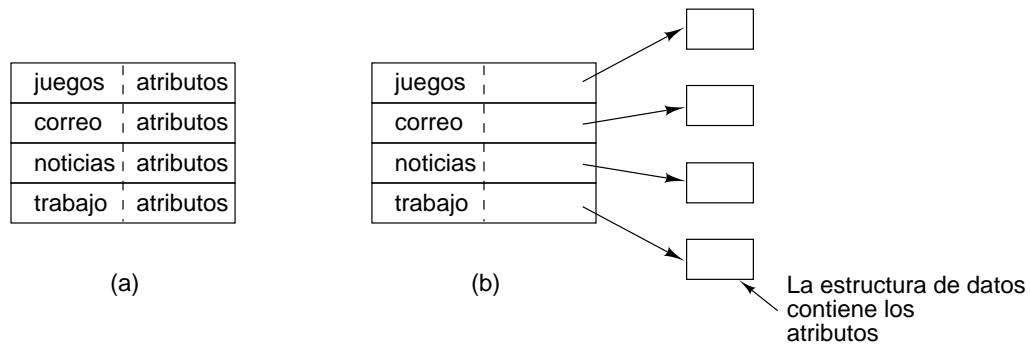 juegos atributos
correo atributos
noticias atributos
trabajo atributos
(a)
juegos
correo
noticias
trabajo
(b)
La estructura de datos
contiene los
atributos